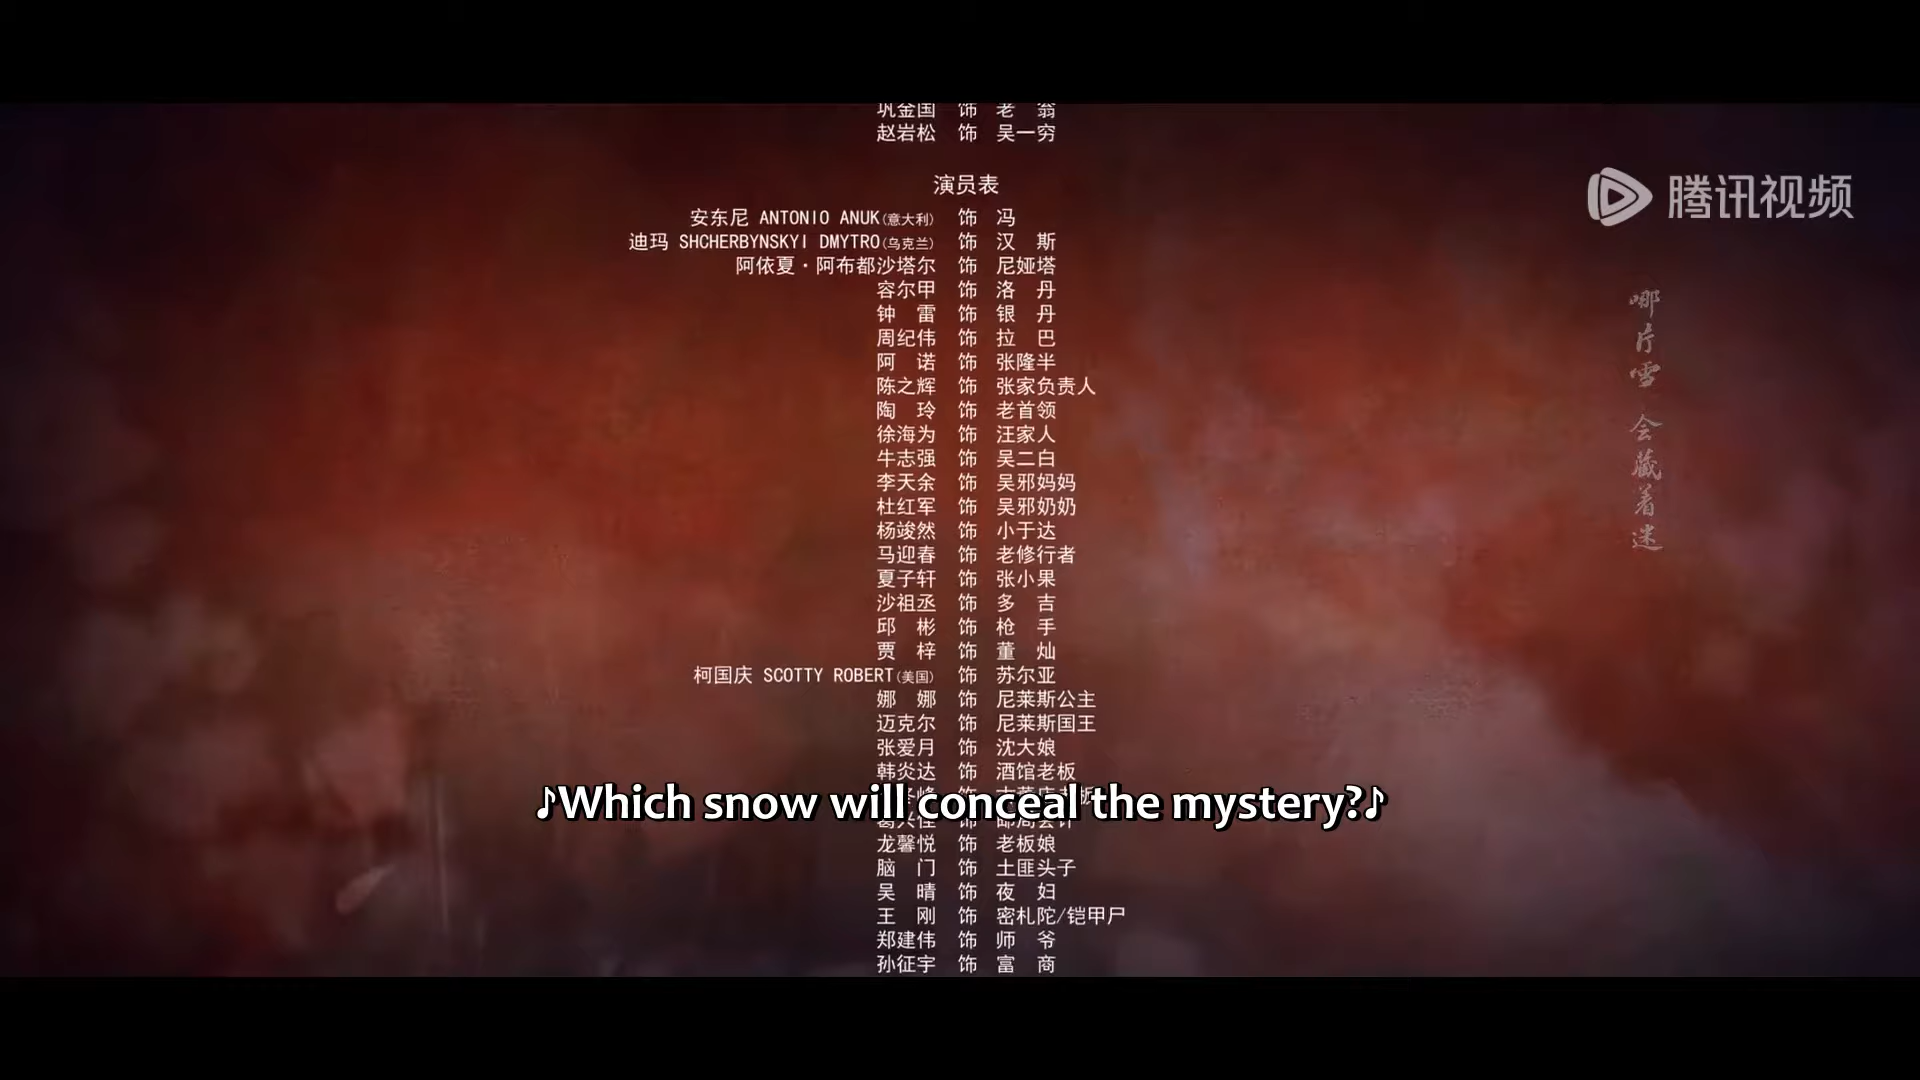 巩金国 饰 老 翁
赵岩松 饰 吴一穷
演员表
安东尼 ANTONIO ANUK(意大利) 饰 冯
迪玛 SHCHERBYNSKYI DMYTRO(乌克兰) 饰 汉 斯
阿依夏·阿布都沙塔尔 饰 尼娅塔
容尔甲 饰 洛 丹
钟 雷 饰 银 丹
周纪伟 饰 拉 巴
阿 诺 饰 张隆半
陈之辉 饰 张家负责人
陶 玲 饰 老首领
徐海为 饰 汪家人
牛志强 饰 吴二白
李天余 饰 吴邪妈妈
杜红军 饰 吴邪奶奶
杨竣然 饰 小于达
马迎春 饰 老修行者
夏子轩 饰 张小果
沙祖丞 饰 多 吉
邱 彬 饰 枪 手
贾 梓 饰 董 灿
柯国庆 SCOTTY ROBERT(美国) 饰 苏尔亚
娜 娜 饰 尼莱斯公主
迈克尔 饰 尼莱斯国王
张爱月 饰 沈大娘
韩炎达 饰 酒馆老板
♪Which snow will conceal the mystery?♪
龙馨悦 饰 老板娘
脑 门 饰 土匪头子
吴 晴 饰 夜 妇
王 刚 饰 密札陀/铠甲尸
郑建伟 饰 师 爷
孙征宇 饰 富 商
腾讯视频
哪片雪 会藏着迷